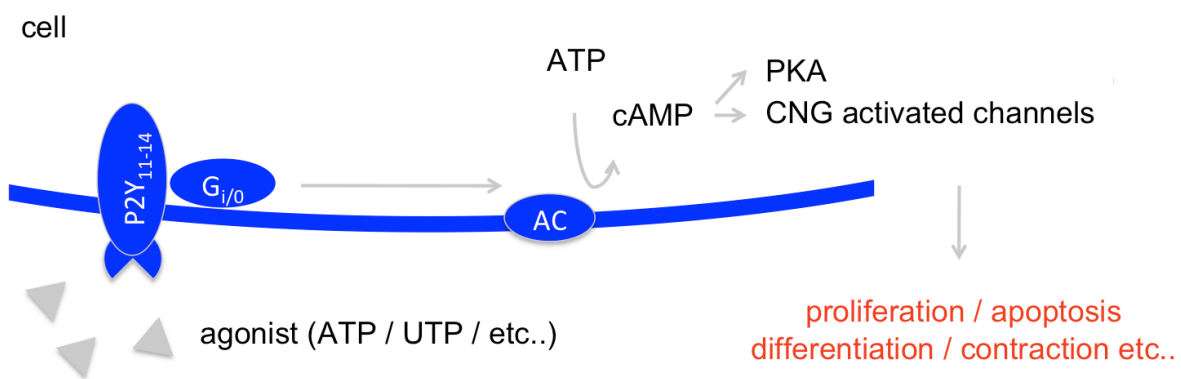 cell
ATP
PKA
cAMP
CNG activated channels
P2Y11-14
Gi/0
AC
agonist (ATP / UTP / etc..)
proliferation / apoptosis
differentiation / contraction etc..